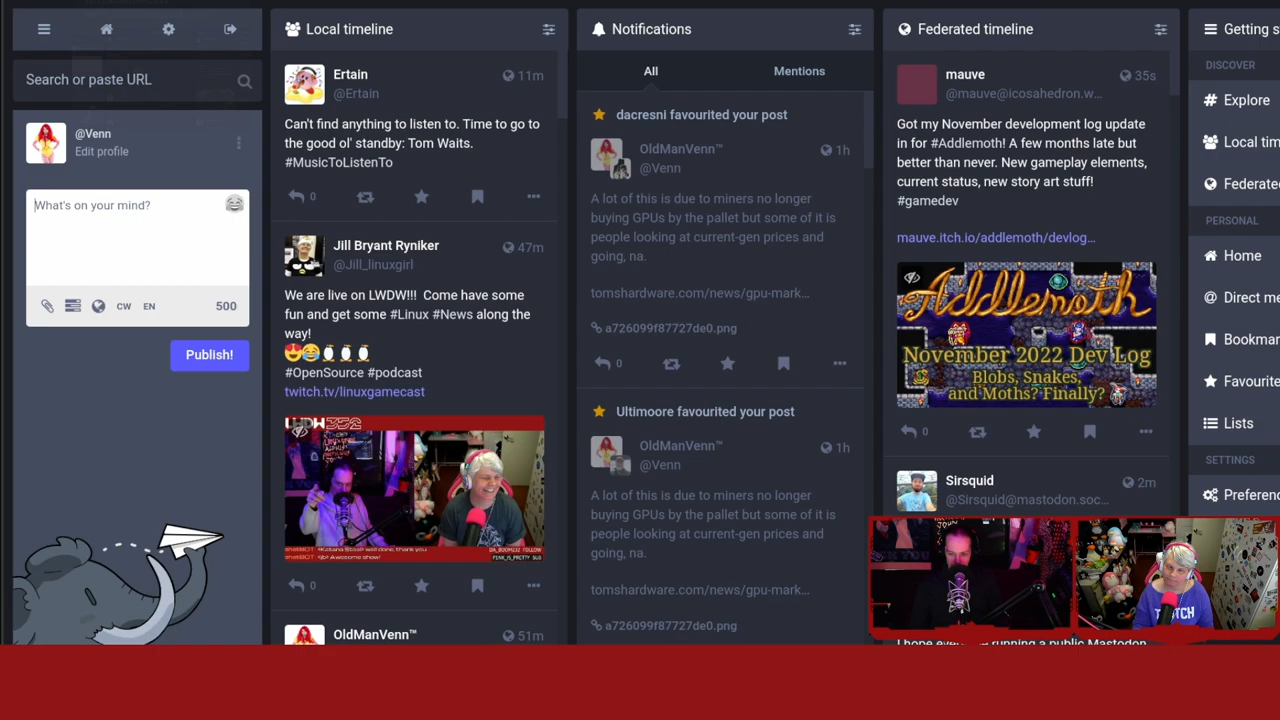 Search or paste URL
@Venn
Edit profile
What's on your mind?
CW EN 500
Publish!
Local timeline
Ertain
11m
@Ertain
Can't find anything to listen to. Time to go to
the good ol' standby: Tom Waits.
#MusicToListenTo
0
Jill Bryant Ryniker
47m
@Jill_linuxgirl
We are live on LWDW!!! Come have some
fun and get some #Linux #News along the
way!
#OpenSource #podcast
twitch.tv/linuxgamecast
LWDW352
0
OldManVenn™
51m
Notifications
All
Mentions
dacresni favourited your post
OldManVenn™
1h
@Venn
A lot of this is due to miners no longer
buying GPUs by the pallet but some of it is
people looking at current-gen prices and
going, na.
tomshardware.com/news/gpu-mark…
a726099f87727de0.png
0
Ultimoore favourited your post
OldManVenn™
1h
@Venn
A lot of this is due to miners no longer
buying GPUs by the pallet but some of it is
people looking at current-gen prices and
going, na.
tomshardware.com/news/gpu-mark…
a726099f87727de0.png
Federated timeline
mauve
35s
@mauve@icosahedron.w…
Got my November development log update
in for #Addlemoth! A few months late but
better than never. New gameplay elements,
current status, new story art stuff!
#gamedev
mauve.itch.io/addlemoth/devlog…
Addlemoth
November 2022 Dev Log
Blobs, Snakes,
and Moths? Finally?
0
Sirsquid
2m
@Sirsquid@mastodon.soc…
running a public Mastodon
Getting s
DISCOVER
Explore
Local tim
Federate
PERSONAL
Home
Direct me
Bookmar
Favourite
Lists
SETTINGS
Preferenc